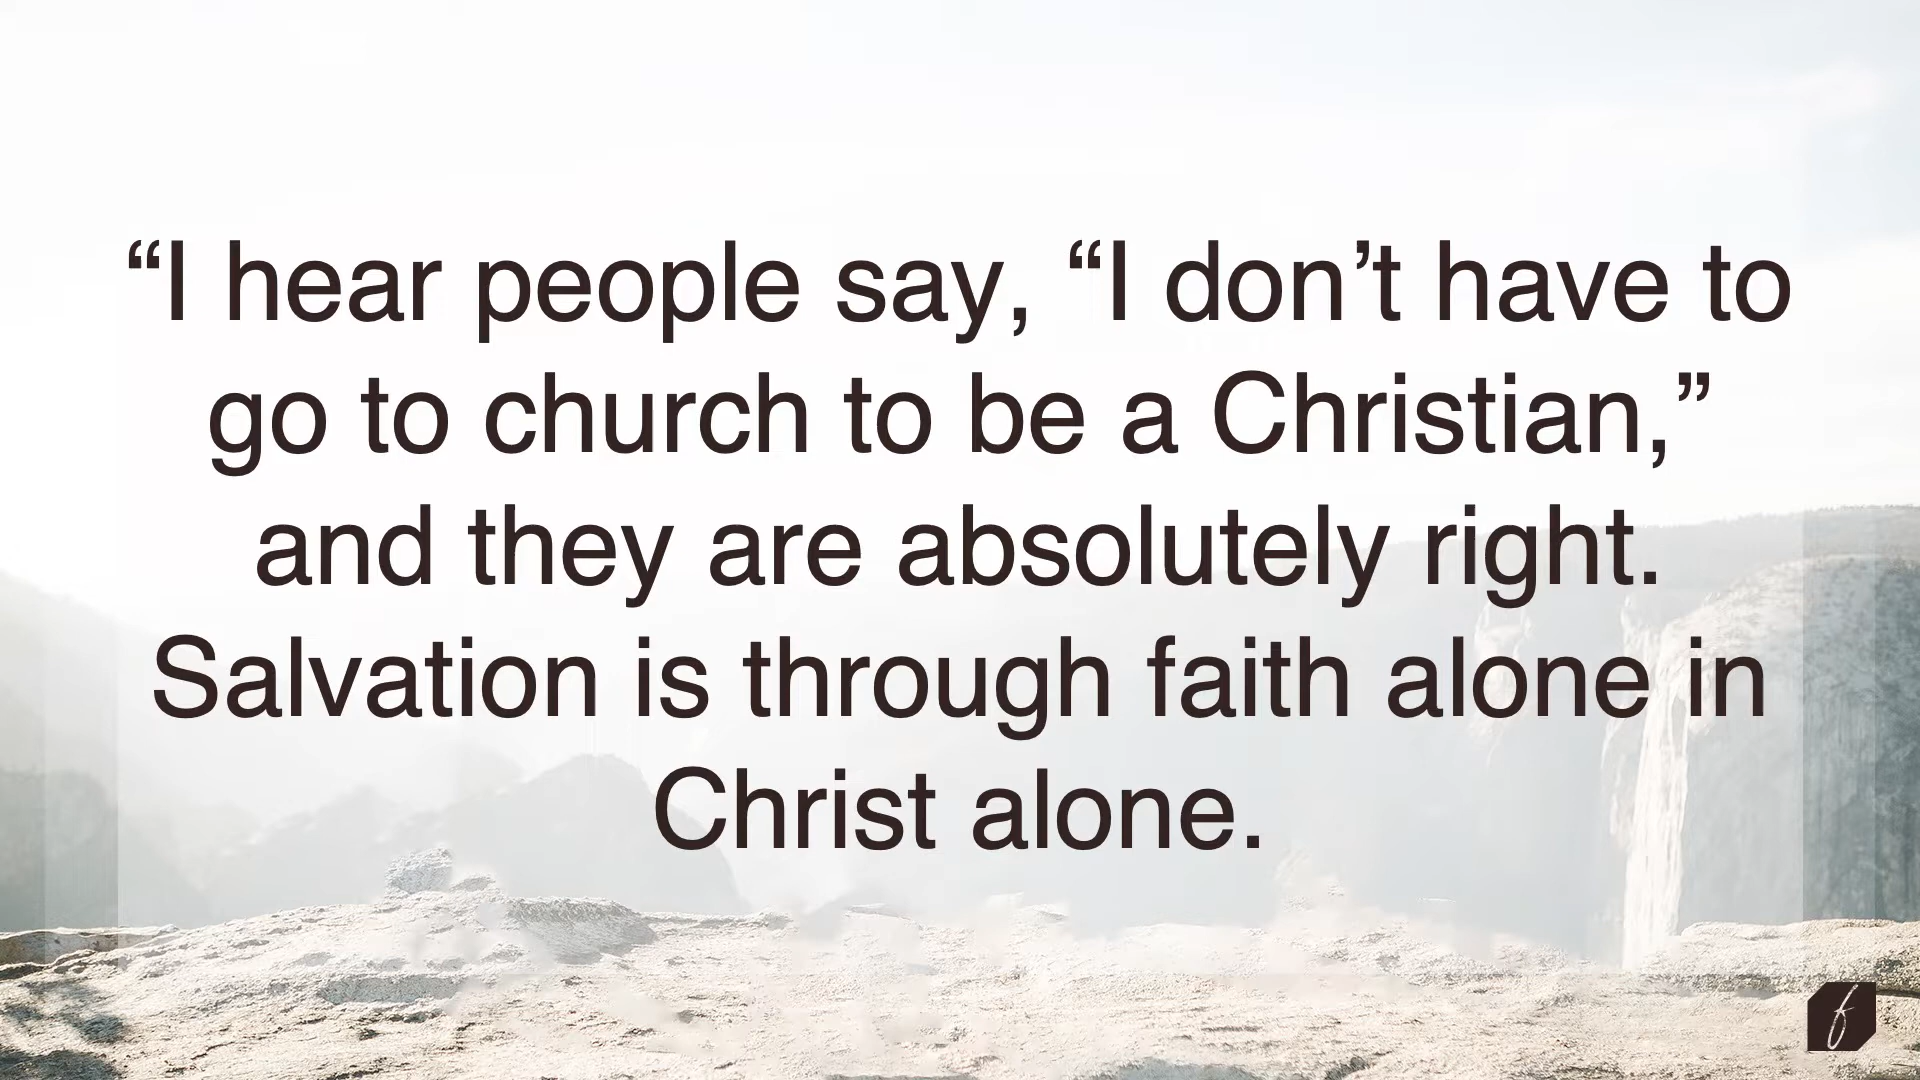 “I hear people say, “I don’t have to
go to church to be a Christian,”
and they are absolutely right.
Salvation is through faith alone in
Christ alone.
f